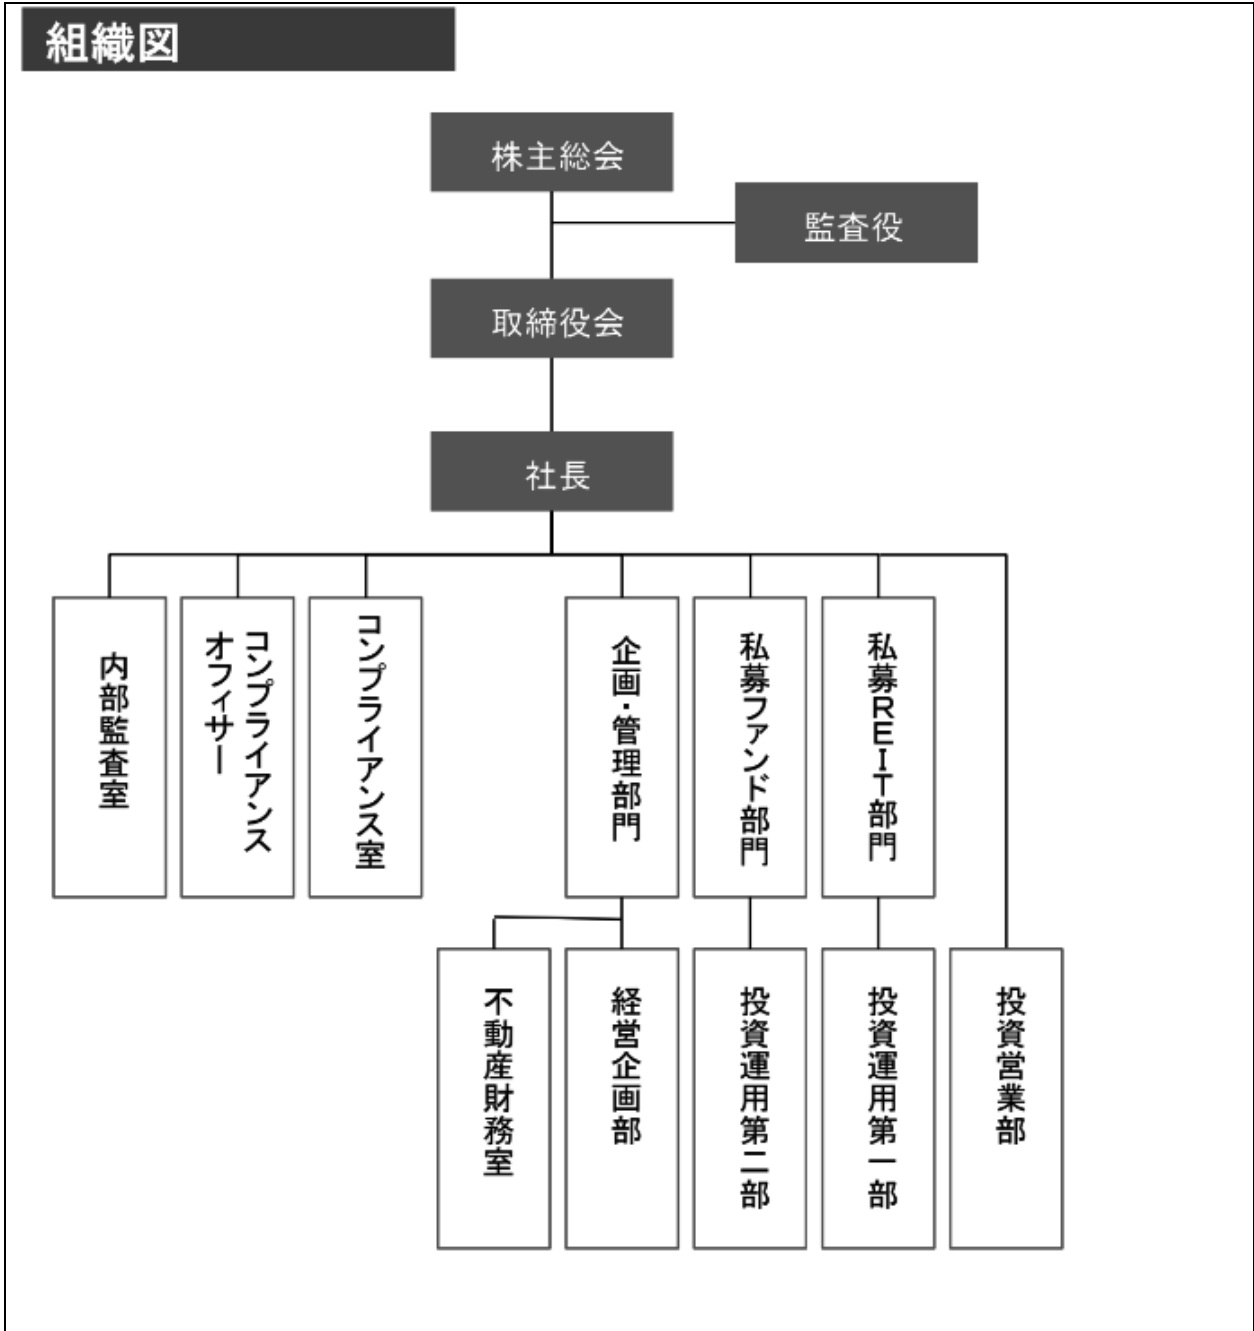 組織図
株主総会
監査役
取締役会
社長
内部監査室
コンプライアンス
オフィサー
コンプライアンス室
企画・管理部門
私募ファンド部門
私募REIT部門
不動産財務室
経営企画部
投資運用第二部
投資運用第一部
投資営業部